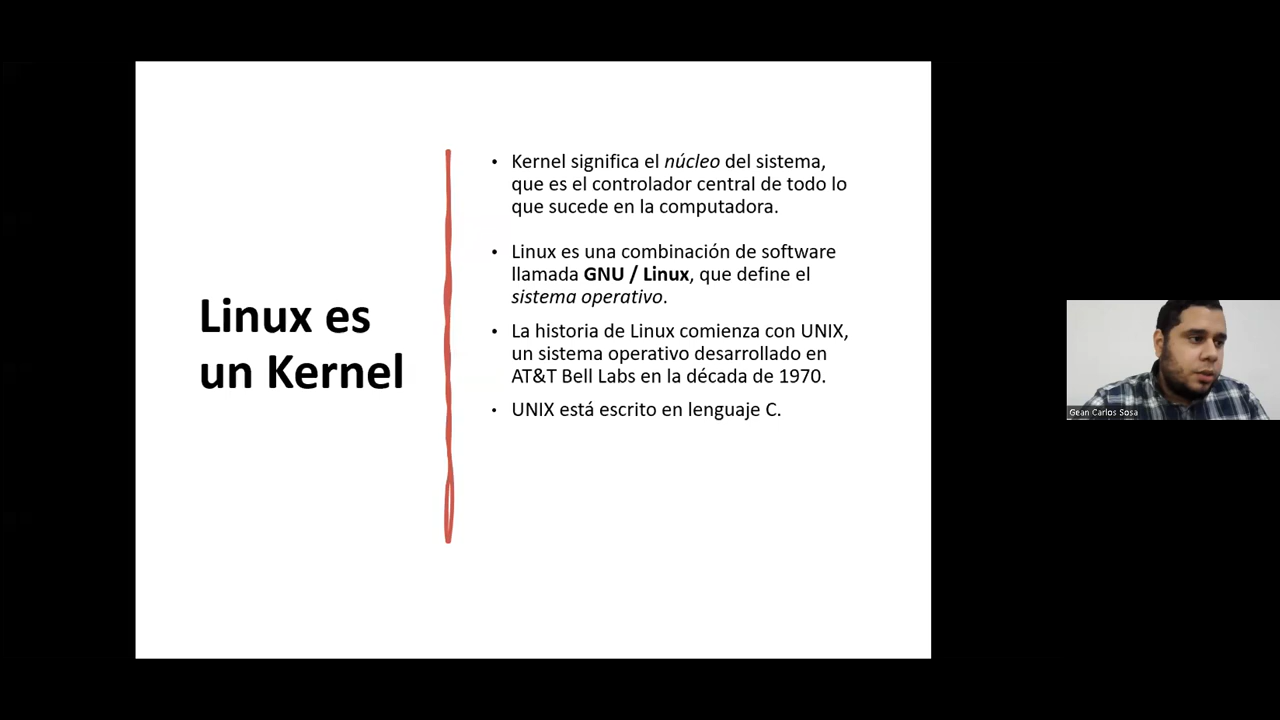 Linux es
un Kernel
• Kernel significa el núcleo del sistema,
que es el controlador central de todo lo
que sucede en la computadora.
• Linux es una combinación de software
llamada GNU / Linux, que define el
sistema operativo.
• La historia de Linux comienza con UNIX,
un sistema operativo desarrollado en
AT&T Bell Labs en la década de 1970.
• UNIX está escrito en lenguaje C.
Gean Carlos Sosa